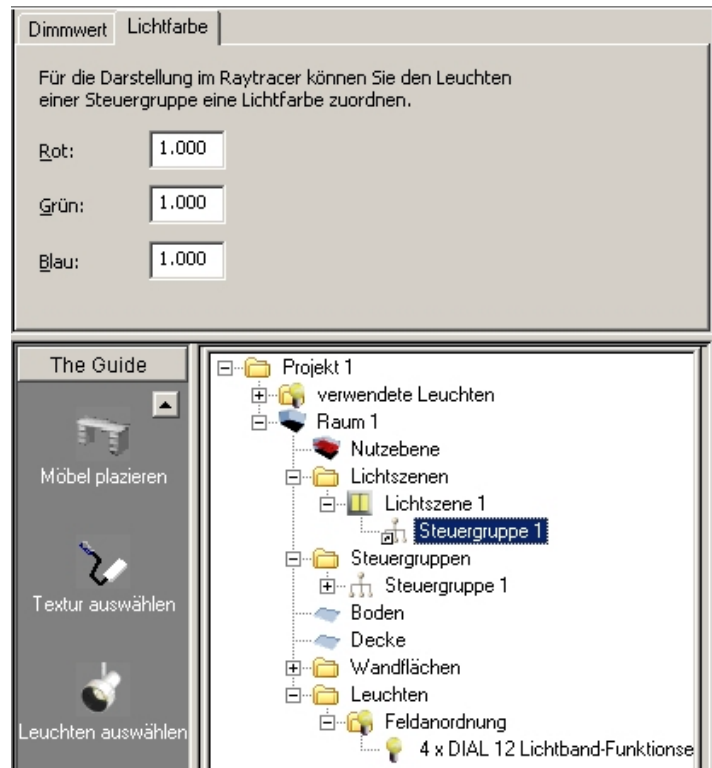 Dimmwert Lichtfarbe
Für die Darstellung im Raytracer können Sie den Leuchten
einer Steuergruppe eine Lichtfarbe zuordnen.
Rot: 1.000
Grün: 1.000
Blau: 1.000
The Guide
Möbel plazieren
Textur auswählen
Leuchten auswählen
Projekt 1
verwendete Leuchten
Raum 1
Nutzebene
Lichtszenen
Lichtszene 1
Steuergruppe 1
Steuergruppen
Steuergruppe 1
Boden
Decke
Wandflächen
Leuchten
Feldanordnung
4 x DIAL 12 Lichtband-Funktionse